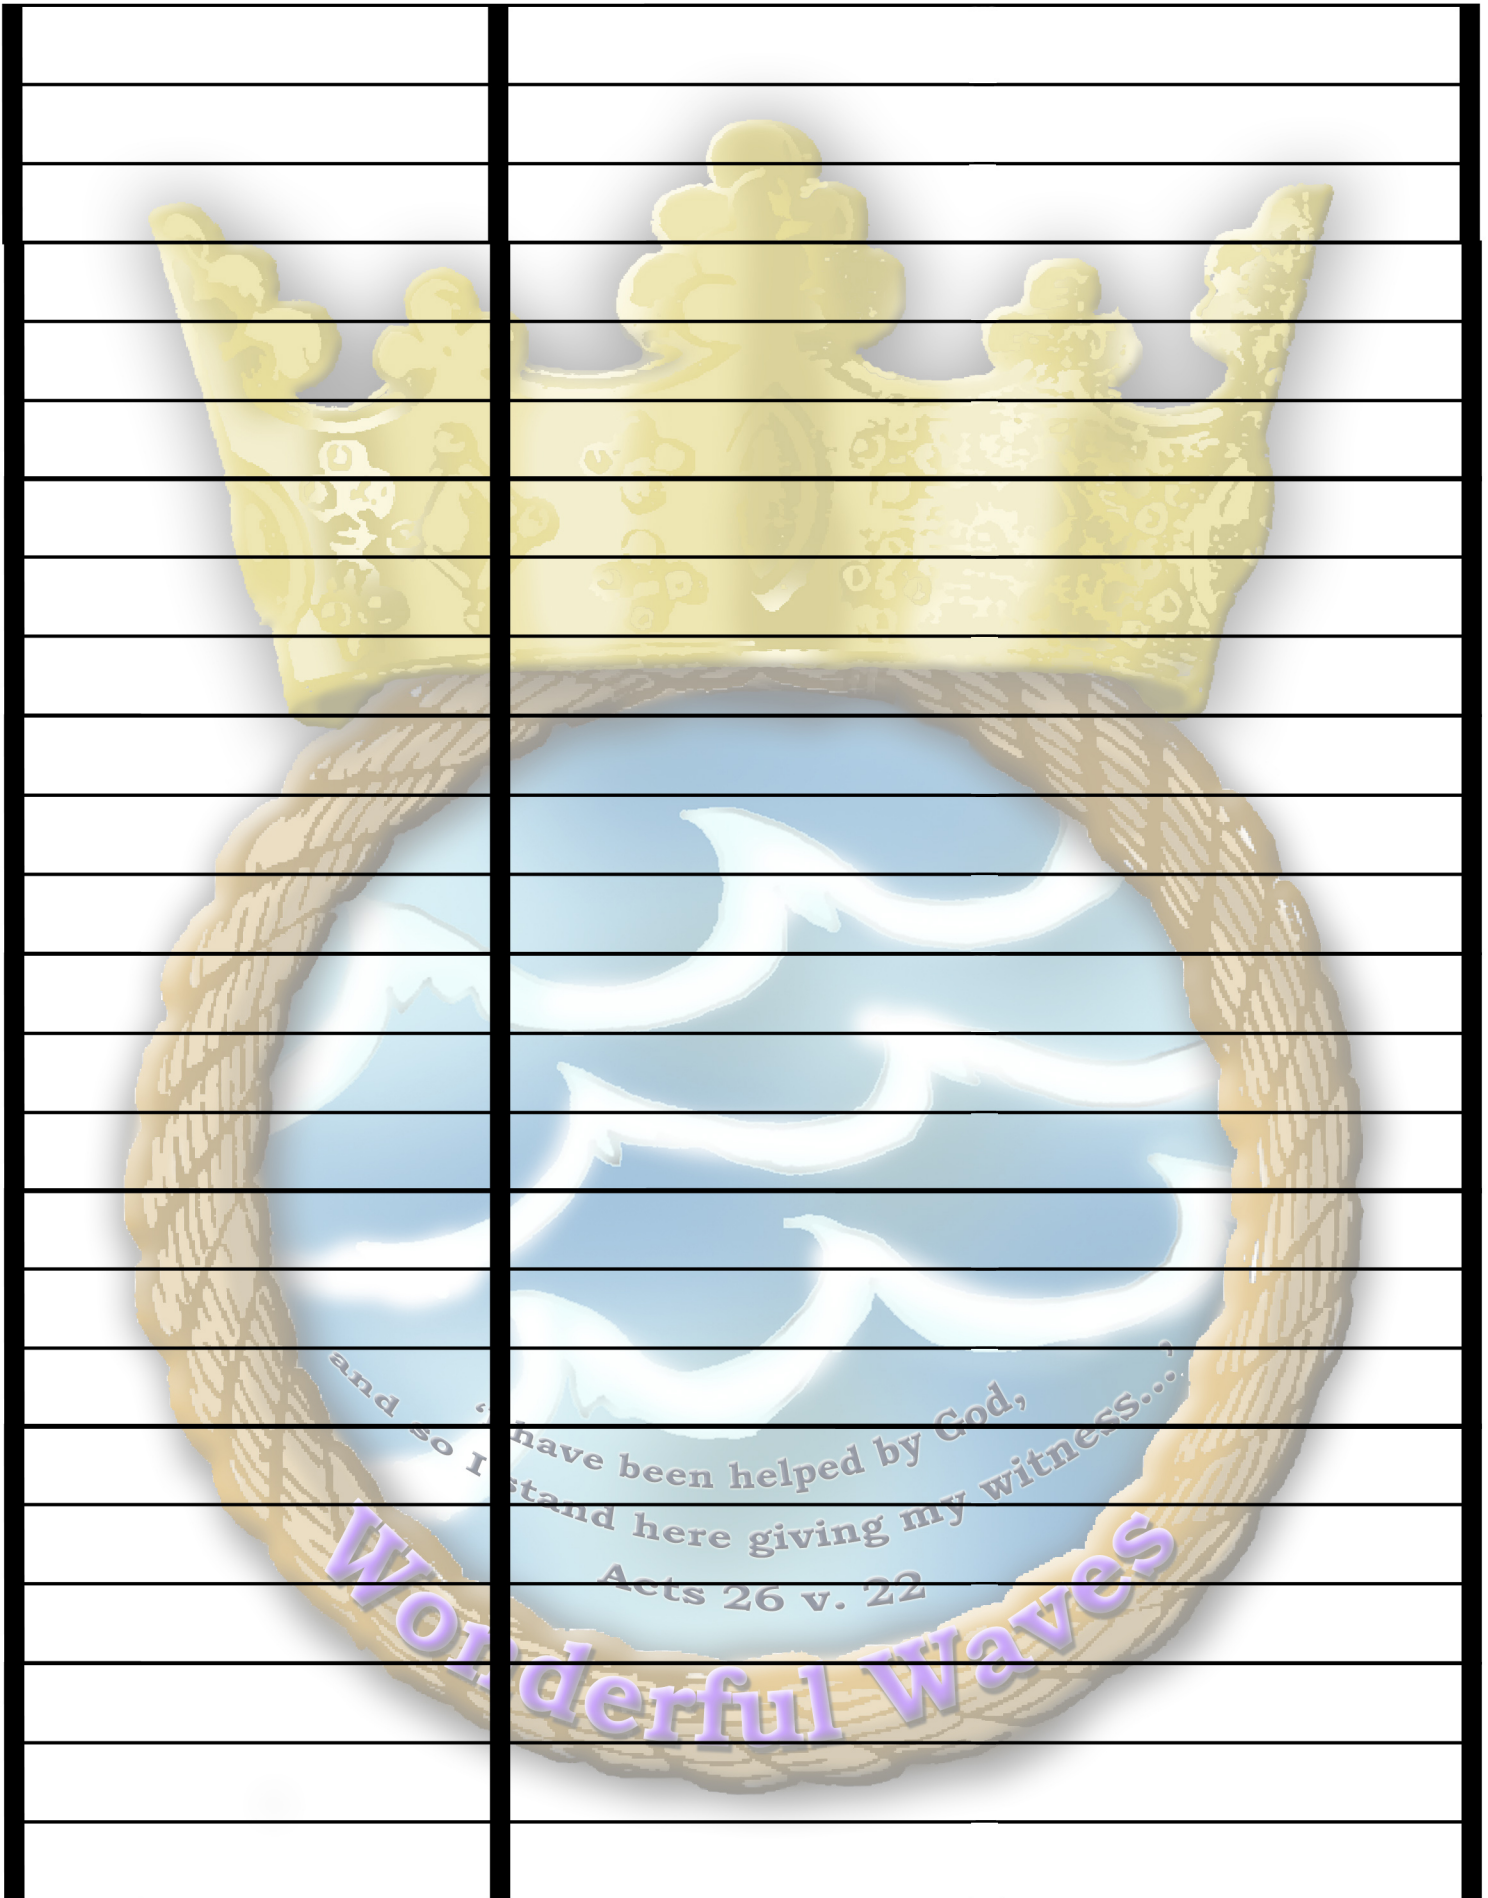 “I have been helped by God,
and so I stand here giving my witness...’
Acts 26 v. 22
Wonderful Waves